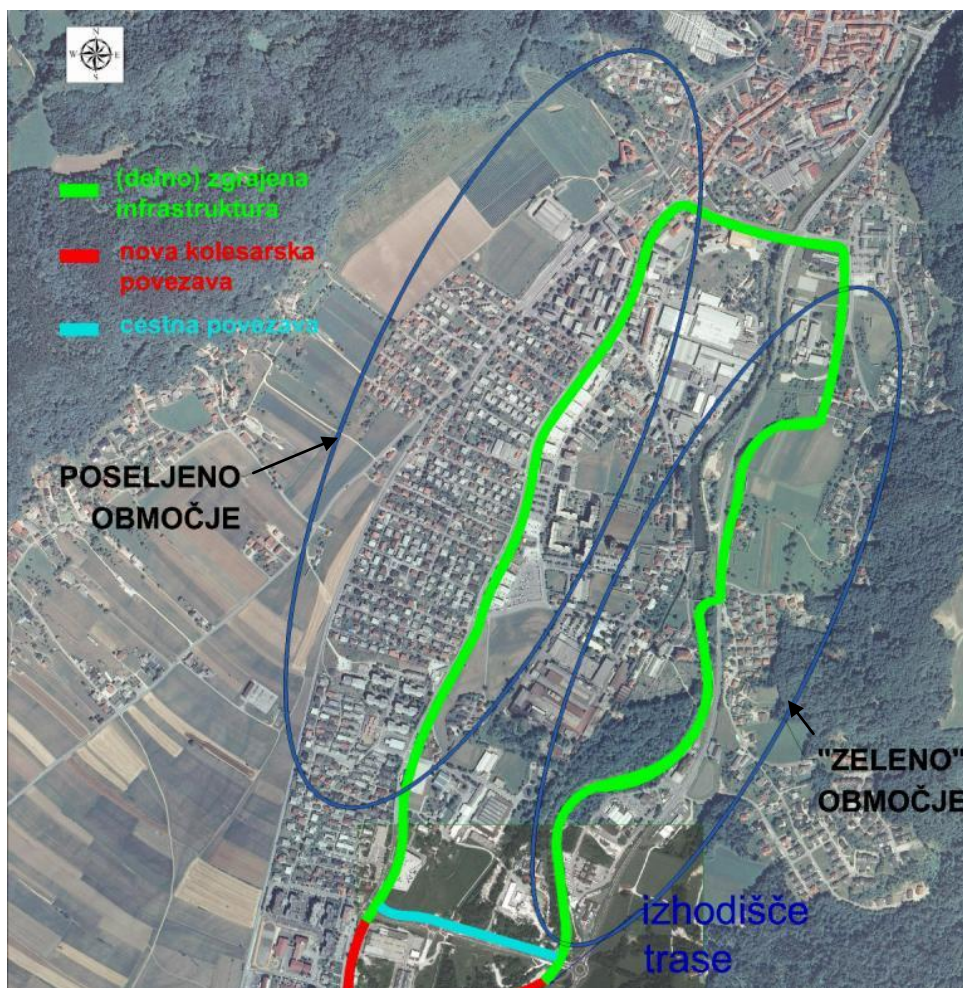 N
W E
S
(delno) zgrajena
infrastruktura
nova kolesarska
povezava
cestna povezava
POSELJENO
OBMOČJE
"ZELENO"
OBMOČJE
izhodišče
trase